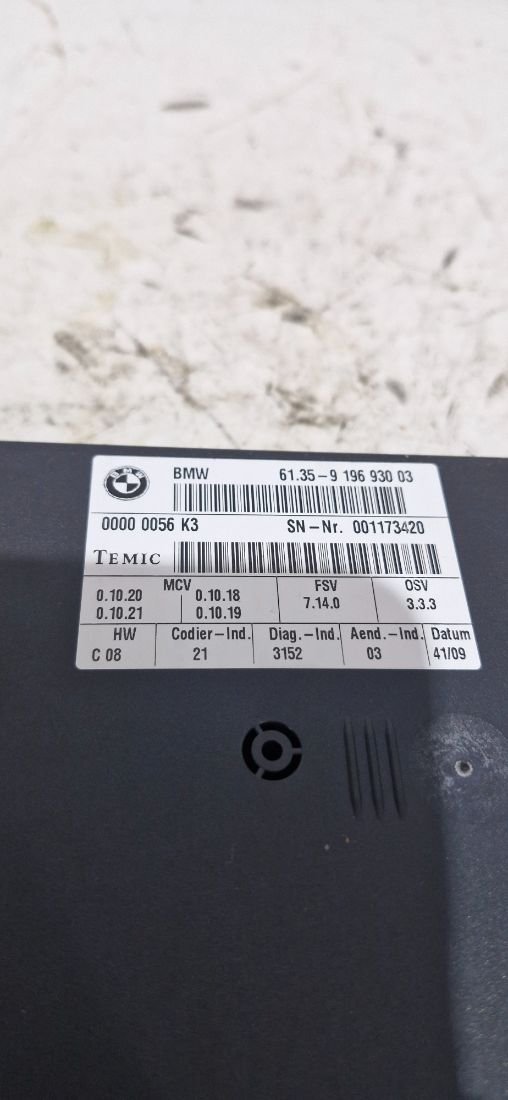 BMW
BMW 61.35-9 196 930 03
0000 0056 K3 SN-Nr. 001173420
TEMIC
MCV FSV OSV
0.10.20 0.10.18 7.14.0 3.3.3
0.10.21 0.10.19
HW Codier-Ind. Diag.-Ind. Aend.-Ind. Datum
C 08 21 3152 03 41/09